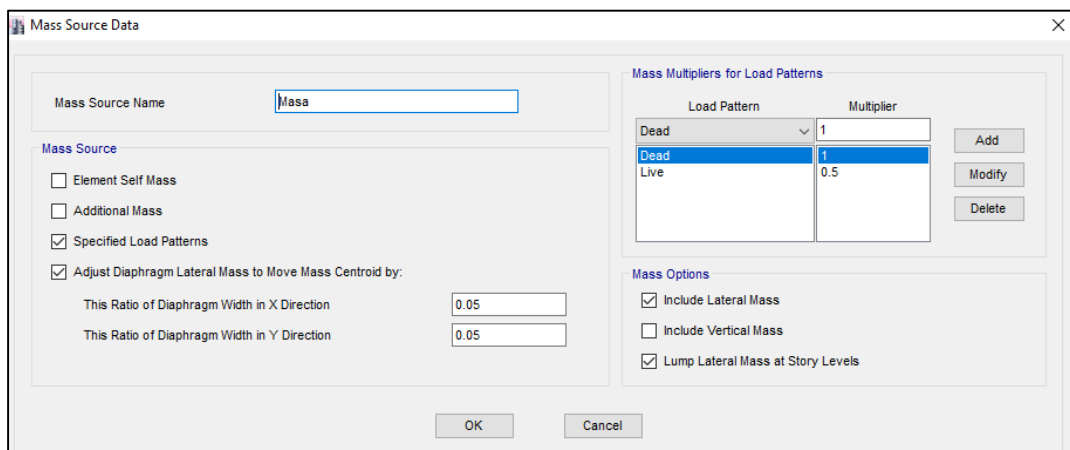 Mass Source Data
Mass Source Name
Masa
Mass Source
Element Self Mass
Additional Mass
Specified Load Patterns
Adjust Diaphragm Lateral Mass to Move Mass Centroid by:
This Ratio of Diaphragm Width in X Direction 0.05
This Ratio of Diaphragm Width in Y Direction 0.05
Mass Multipliers for Load Patterns
Load Pattern Multiplier
Dead 1
Dead 1
Live 0.5
Add
Modify
Delete
Mass Options
Include Lateral Mass
Include Vertical Mass
Lump Lateral Mass at Story Levels
OK Cancel